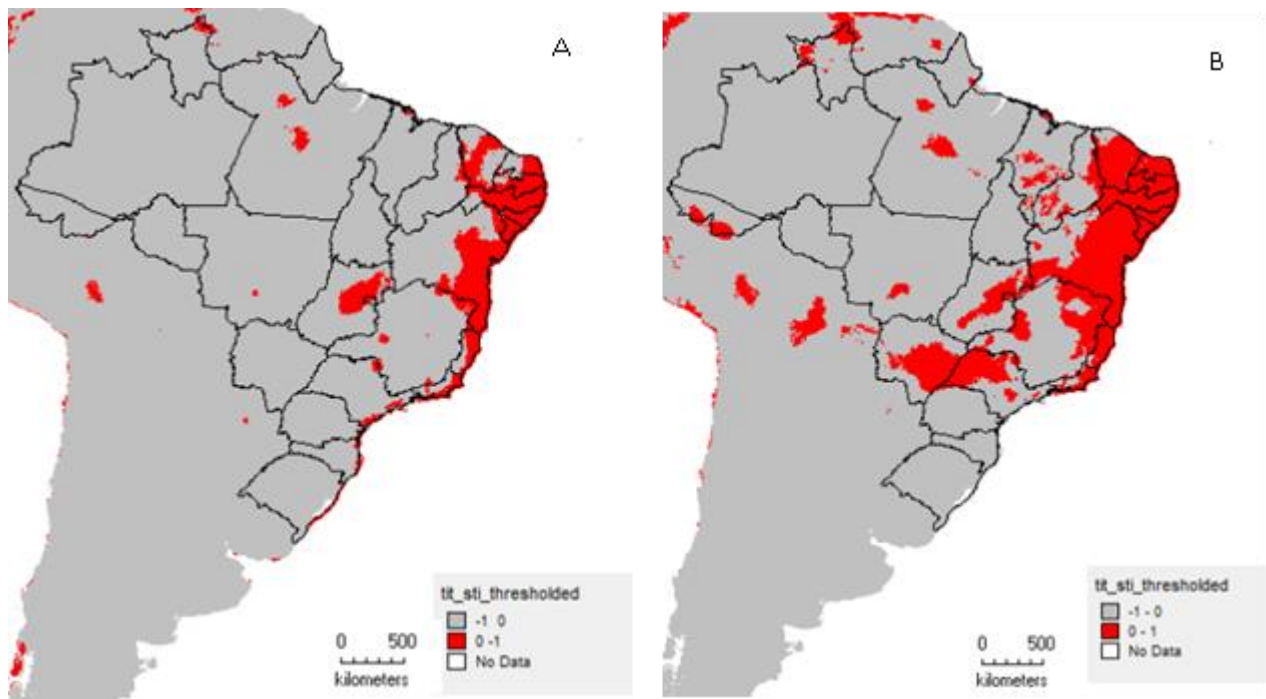 A
tit_sti_thresholded
-1  0
0 -1
No Data
0 500
kilometers
B
tit_sti_thresholded
-1 - 0
0 - 1
No Data
0 500
kilometers